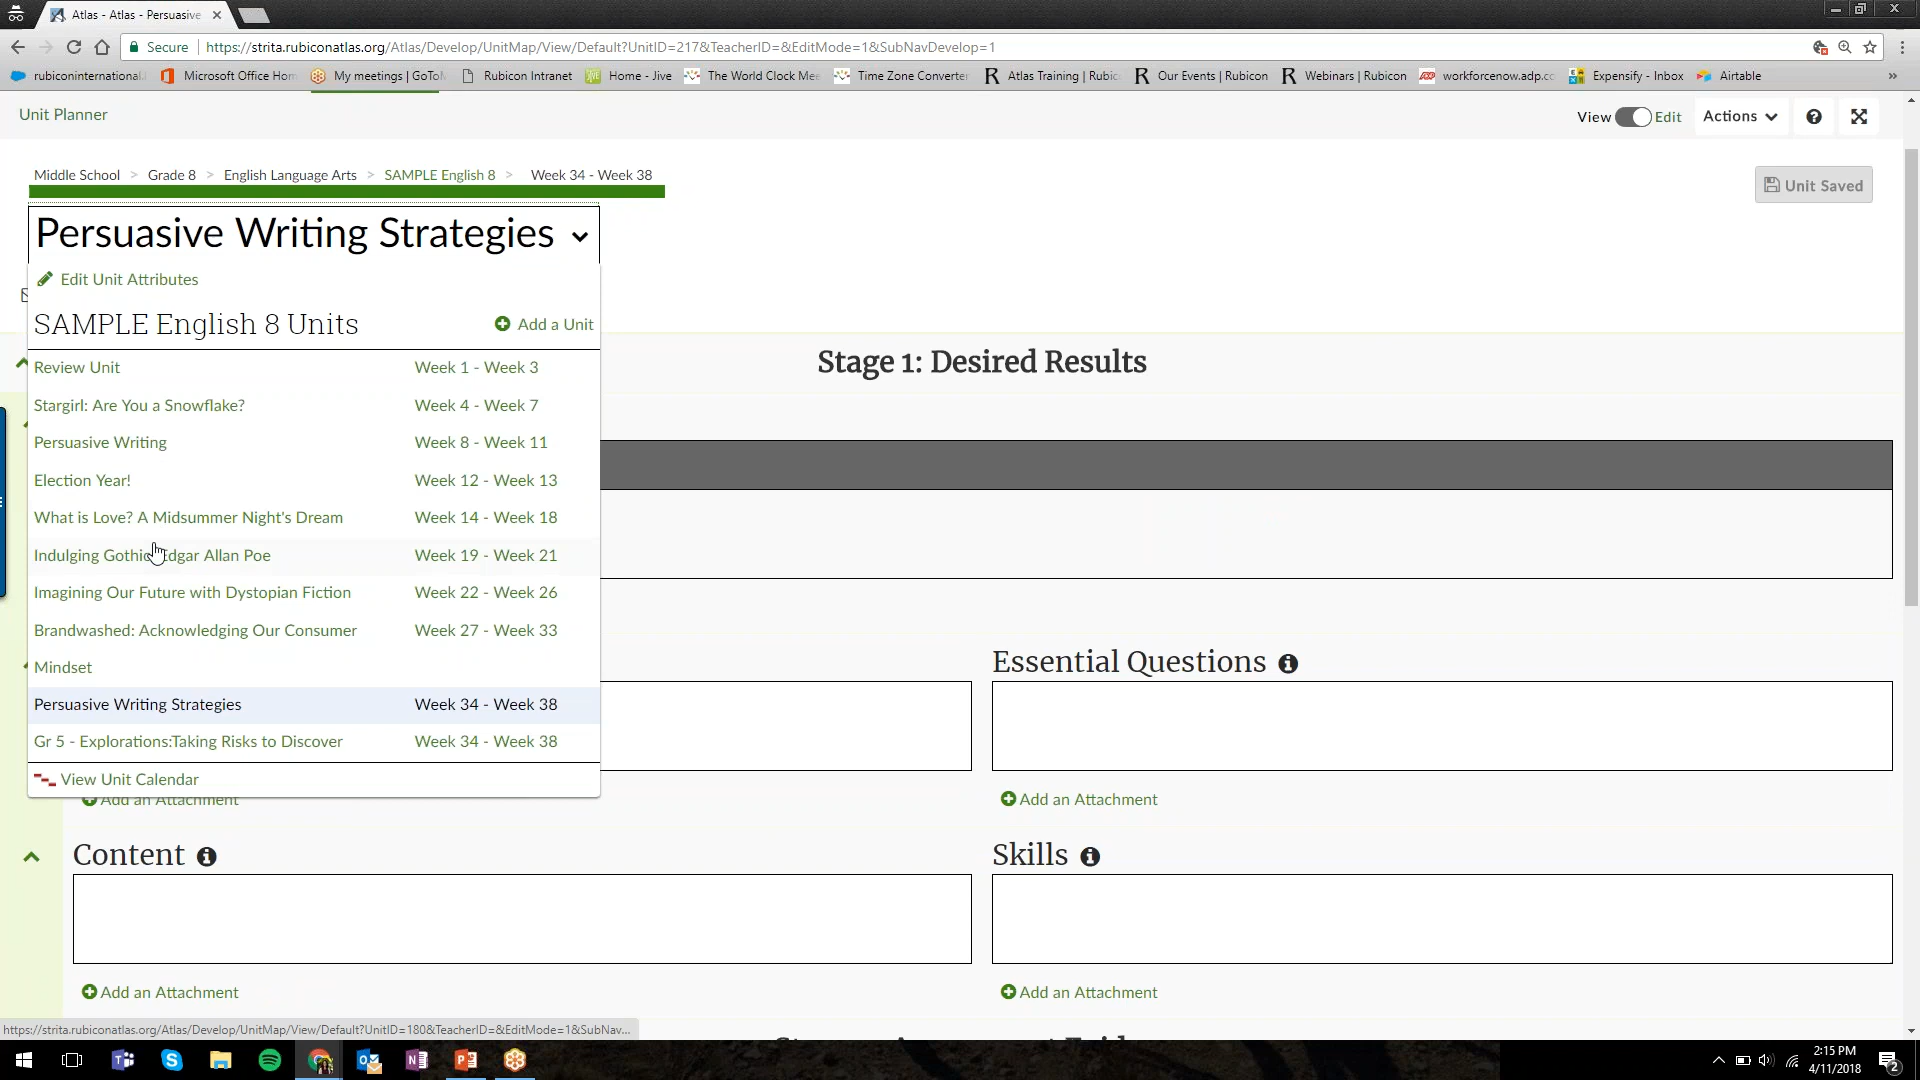 Atlas - Atlas - Persuasive
Secure
https://strita.rubiconatlas.org/Atlas/Develop/UnitMap/View/Default?UnitID=217&TeacherID=&EditMode=1&SubNavDevelop=1
rubiconinternational. Microsoft Office Hom My meetings | GoToM Rubicon Intranet Home - Jive The World Clock Mee Time Zone Converter Atlas Training | Rubic Our Events | Rubicon Webinars | Rubicon workforcenow.adp.co Expensify - Inbox Airtable »
Unit Planner
View Edit Actions
Middle School > Grade 8 > English Language Arts > SAMPLE English 8 > Week 34 - Week 38
Unit Saved
Persuasive Writing Strategies
Edit Unit Attributes
SAMPLE English 8 Units Add a Unit
Review Unit Week 1 - Week 3
Stage 1: Desired Results
Stargirl: Are You a Snowflake? Week 4 - Week 7
Persuasive Writing Week 8 - Week 11
Election Year! Week 12 - Week 13
What is Love? A Midsummer Night's Dream Week 14 - Week 18
Indulging Gothic Edgar Allan Poe Week 19 - Week 21
Imagining Our Future with Dystopian Fiction Week 22 - Week 26
Brandwashed: Acknowledging Our Consumer Week 27 - Week 33
Mindset
Essential Questions
Persuasive Writing Strategies Week 34 - Week 38
Gr 5 - Explorations:Taking Risks to Discover Week 34 - Week 38
View Unit Calendar
Add an Attachment Add an Attachment
Content Skills
Add an Attachment Add an Attachment
https://strita.rubiconatlas.org/Atlas/Develop/UnitMap/View/Default?UnitID=180&TeacherID=&EditMode=1&SubNav...
2:15 PM
4/11/2018
2